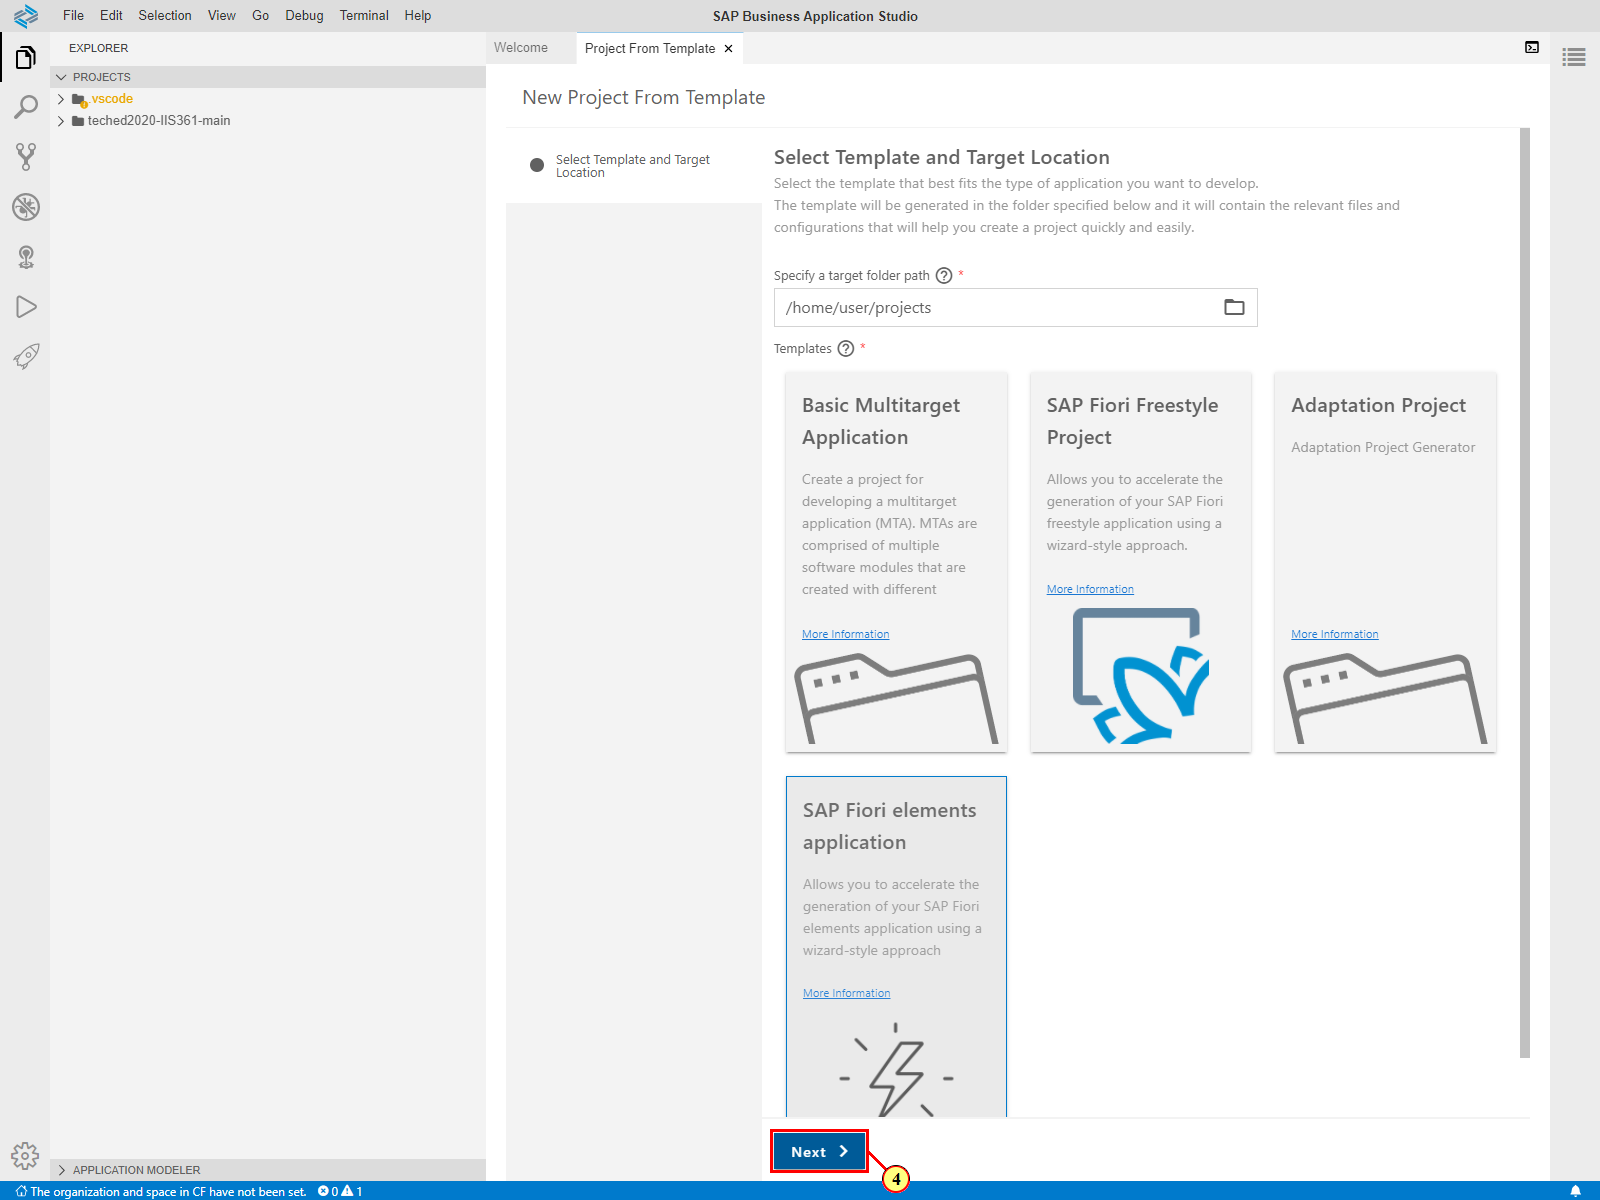 File Edit Selection View Go Debug Terminal Help
SAP Business Application Studio
EXPLORER
PROJECTS
.vscode
teched2020-IIS361-main
APPLICATION MODELER
Welcome
Project From Template
New Project From Template
Select Template and Target
Location
Select Template and Target Location
Select the template that best fits the type of application you want to develop.
The template will be generated in the folder specified below and it will contain the relevant files and
configurations that will help you create a project quickly and easily.
Specify a target folder path ? *
/home/user/projects
Templates ? *
Basic Multitarget
Application
Create a project for
developing a multitarget
application (MTA). MTAs are
comprised of multiple
software modules that are
created with different
More Information
SAP Fiori Freestyle
Project
Allows you to accelerate the
generation of your SAP Fiori
freestyle application using a
wizard-style approach.
More Information
Adaptation Project
Adaptation Project Generator
More Information
SAP Fiori elements
application
Allows you to accelerate the
generation of your SAP Fiori
elements application using a
wizard-style approach
More Information
Next
4
The organization and space in CF have not been set. 0 1